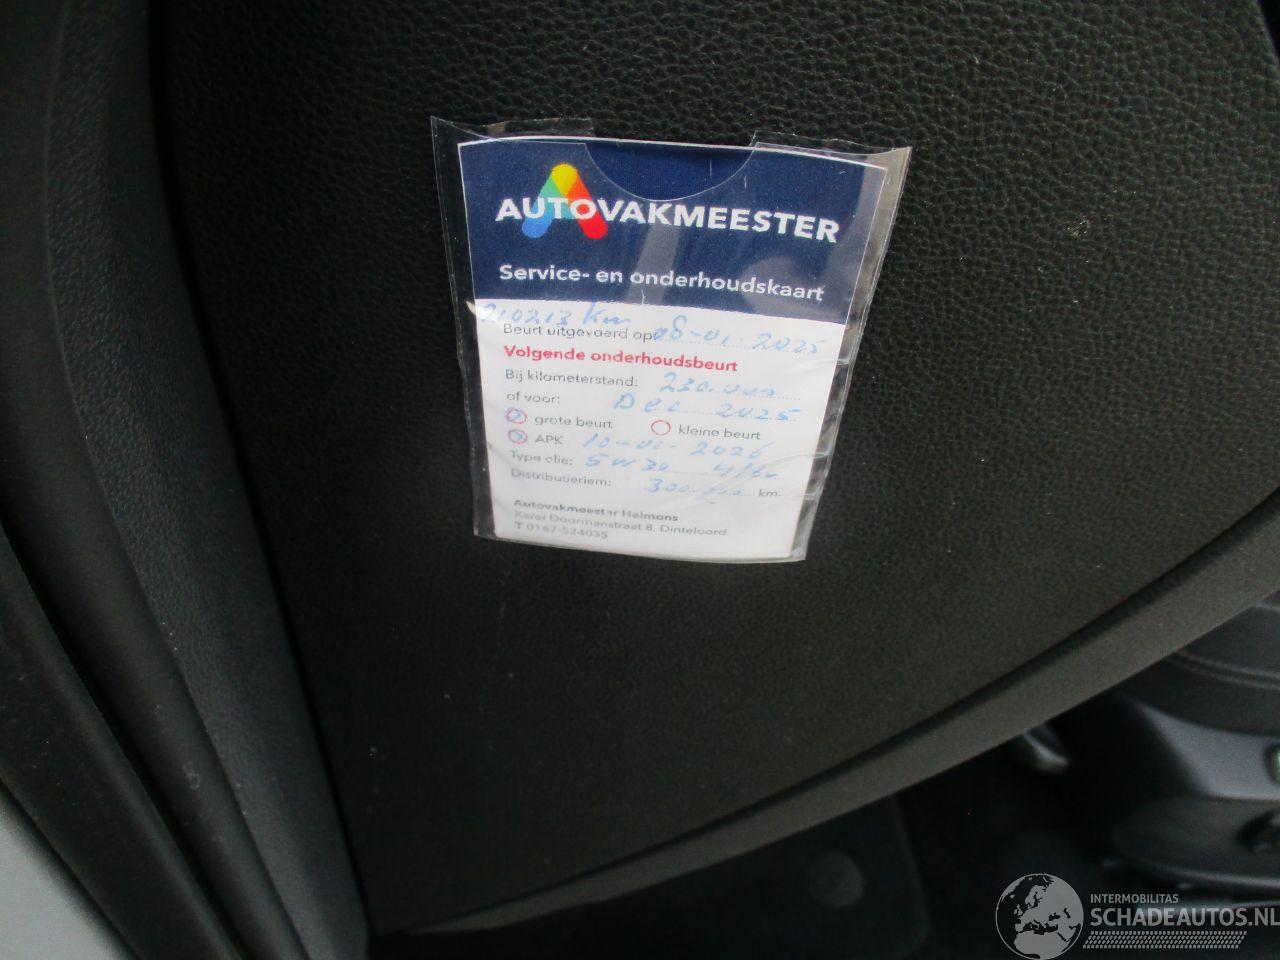 AUTOVAKMEESTER
Service- en onderhoudskaart
210213 Km
Beurt uitgevoerd op: 08-01-2025
Volgende onderhoudsbeurt
Bij kilometerstand: 230.000
of voor: Dec 2025
grote beurt kleine beurt
APK 10-01-2026
Type olie: 5W30
Distributieriem: 300.000 km.
Autovakmeester Helmons
Karel Doormanstraat 8, Dinteloord
T 0167-524035
INTERMOBILITAS
SCHADEAUTOS.NL